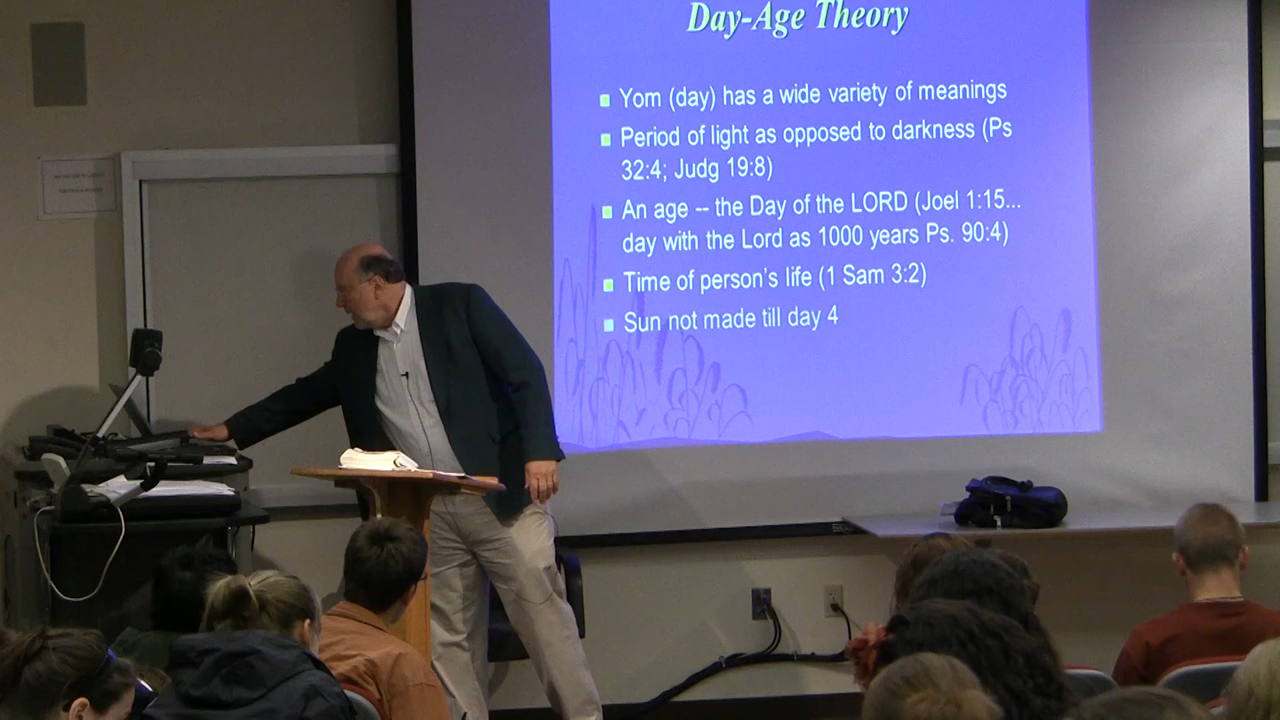 Day-Age Theory
Yom (day) has a wide variety of meanings
Period of light as opposed to darkness (Ps
32:4; Judg 19:8)
An age -- the Day of the LORD (Joel 1:15...
day with the Lord as 1000 years Ps. 90:4)
Time of person's life (1 Sam 3:2)
Sun not made till day 4